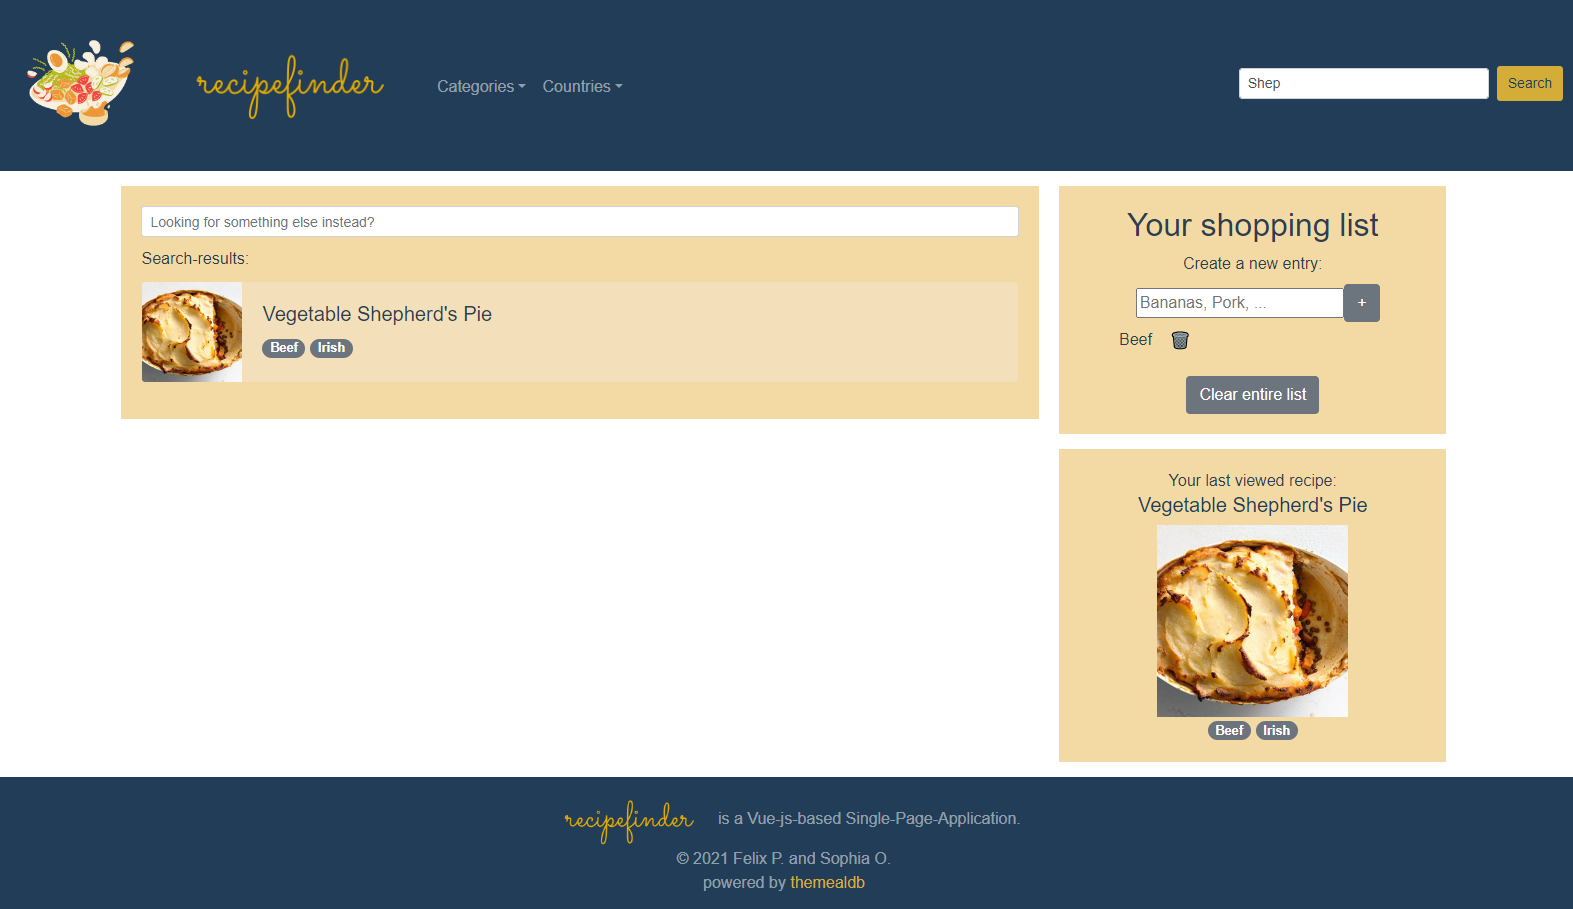 recipefinder
Categories
Countries
Shep
Search
Looking for something else instead?
Search-results:
Vegetable Shepherd's Pie
Beef Irish
Your shopping list
Create a new entry:
Bananas, Pork, ... +
Beef
Clear entire list
Your last viewed recipe:
Vegetable Shepherd's Pie
Beef Irish
recipefinder is a Vue-js-based Single-Page-Application.
© 2021 Felix P. and Sophia O.
powered by themealdb